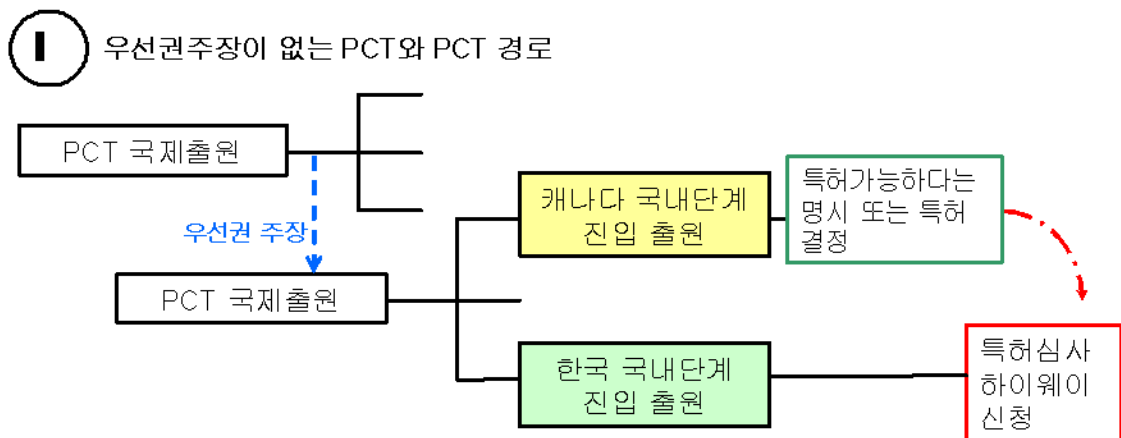 I 우선권주장이 없는 PCT와 PCT 경로
PCT 국제출원
우선권 주장
PCT 국제출원
캐나다 국내단계
진입 출원
특허가능하다는
명시 또는 특허
결정
한국 국내단계
진입 출원
특허심사
하이웨이
신청